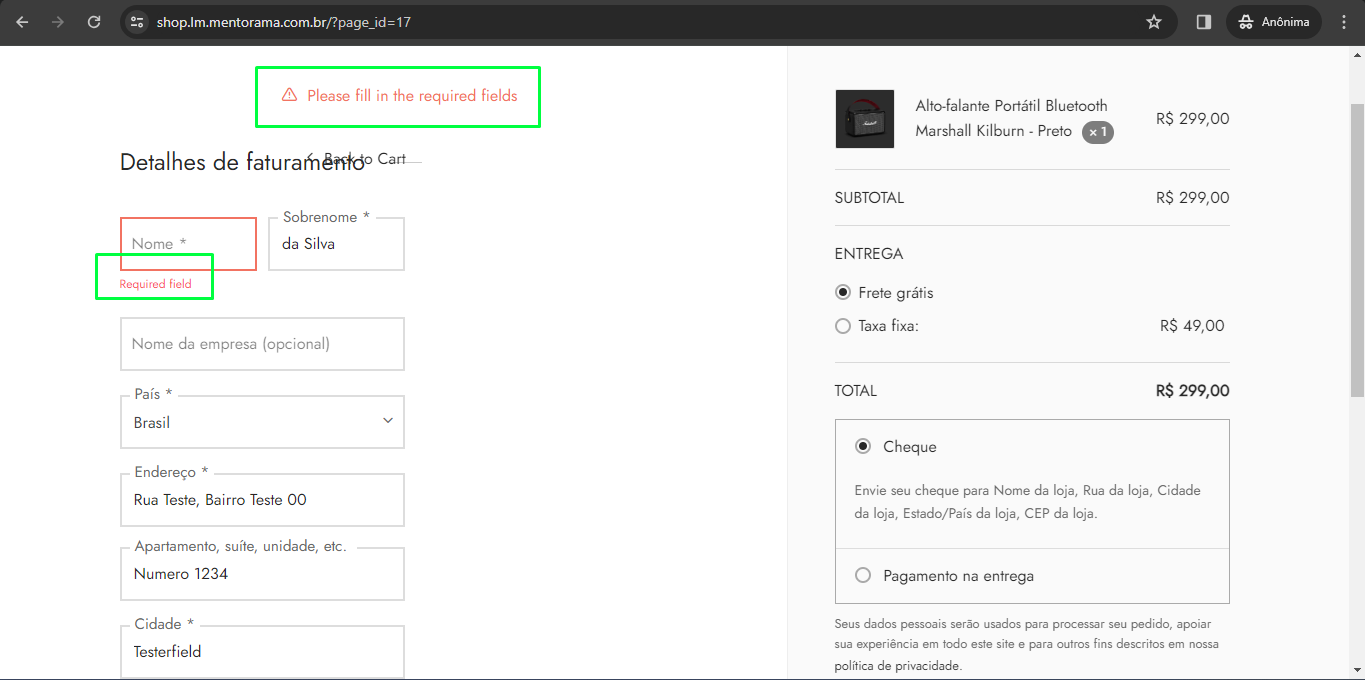 shop.lm.mentorama.com.br/?page_id=17
Anônima
Please fill in the required fields
Back to Cart
Detalhes de faturamento
Nome *
Required field
Sobrenome *
da Silva
Nome da empresa (opcional)
País *
Brasil
Endereço *
Rua Teste, Bairro Teste 00
Apartamento, suíte, unidade, etc.
Numero 1234
Cidade *
Testerfield
Alto-falante Portátil Bluetooth
Marshall Kilburn - Preto × 1
R$ 299,00
SUBTOTAL R$ 299,00
ENTREGA
Frete grátis
Taxa fixa: R$ 49,00
TOTAL R$ 299,00
Cheque
Envie seu cheque para Nome da loja, Rua da loja, Cidade
da loja, Estado/País da loja, CEP da loja.
Pagamento na entrega
Seus dados pessoais serão usados para processar seu pedido, apoiar
sua experiência em todo este site e para outros fins descritos em nossa
política de privacidade.